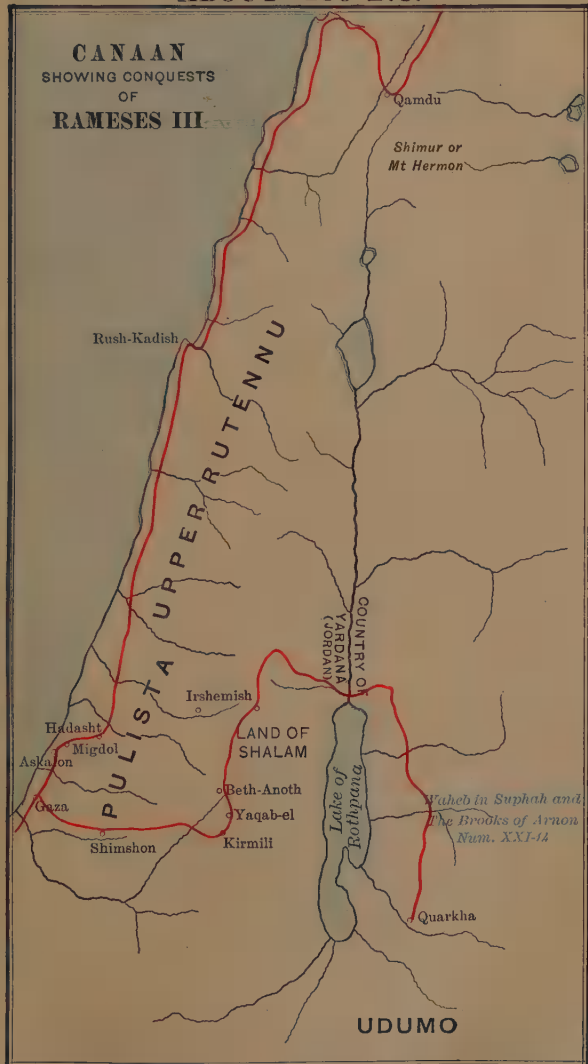 CANAAN
SHOWING CONQUESTS
OF
RAMESES III
Qamdu
Shimur or
Mt Hermon
Rush-Kadish
PULISTA UPPER RUTENNU
COUNTRY OF
YARDANA
(JORDAN)
Irshemish
LAND OF
SHALAM
Hadasht
Migdol
Askalon
Beth-Anoth
Gaza
Yaqab-el
Lake of
Rothpana
Waheb in Suphah and
The Brooks of Arnon
Num. XXI-14
Shimshon
Kirmili
Quarkha
UDUMO